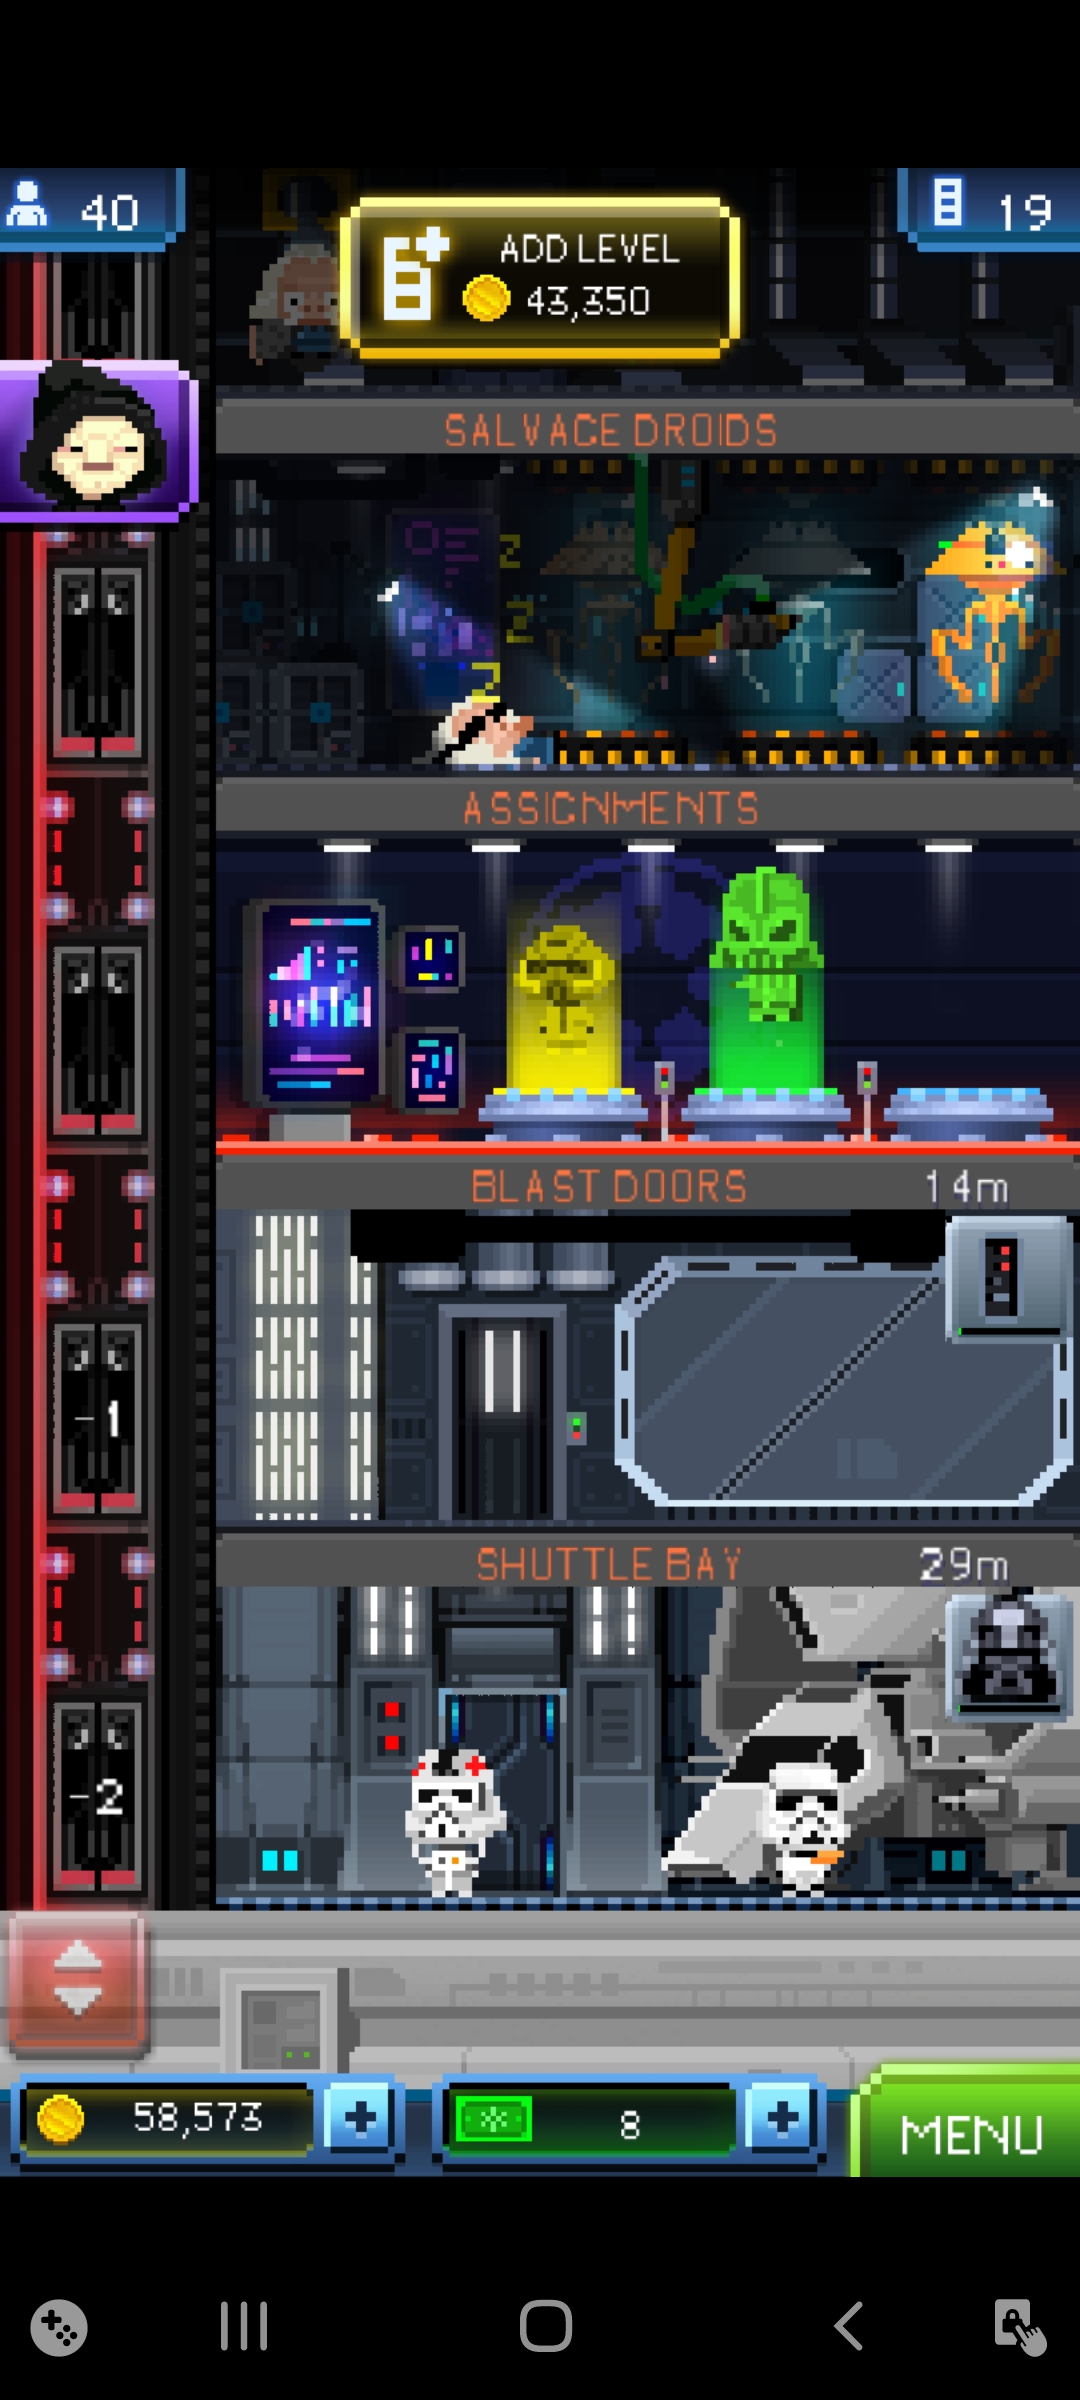 40
ADD LEVEL
43,350
19
SALVAGE DROIDS
Z
Z
Z
ASSIGNMENTS
BLAST DOORS 14m
-1
SHUTTLE BAY 29m
-2
58,573
8
MENU